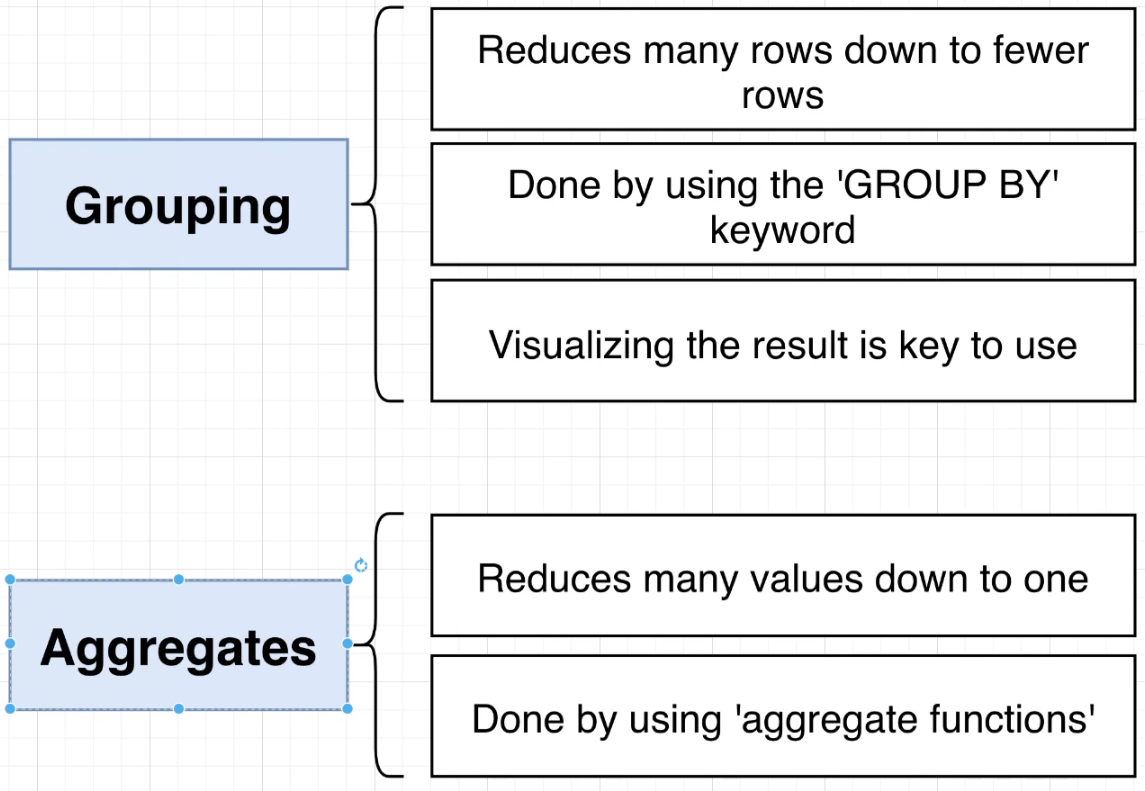 Grouping
Reduces many rows down to fewer
rows
Done by using the 'GROUP BY'
keyword
Visualizing the result is key to use
Aggregates
Reduces many values down to one
Done by using 'aggregate functions'